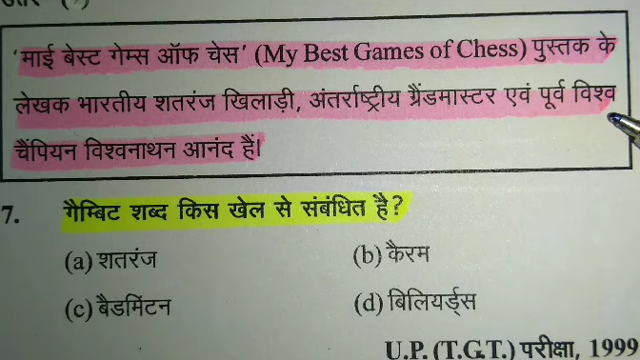 'माई बेस्ट गेम्स ऑफ चेस' (My Best Games of Chess) पुस्तक के
लेखक भारतीय शतरंज खिलाड़ी, अंतर्राष्ट्रीय ग्रैंडमास्टर एवं पूर्व विश्व
चैंपियन विश्वनाथन आनंद हैं।
7. गैम्बिट शब्द किस खेल से संबंधित है?
(a) शतरंज (b) कैरम
(c) बैडमिंटन (d) बिलियर्ड्स
U.P. (T.G.T.) परीक्षा, 1999